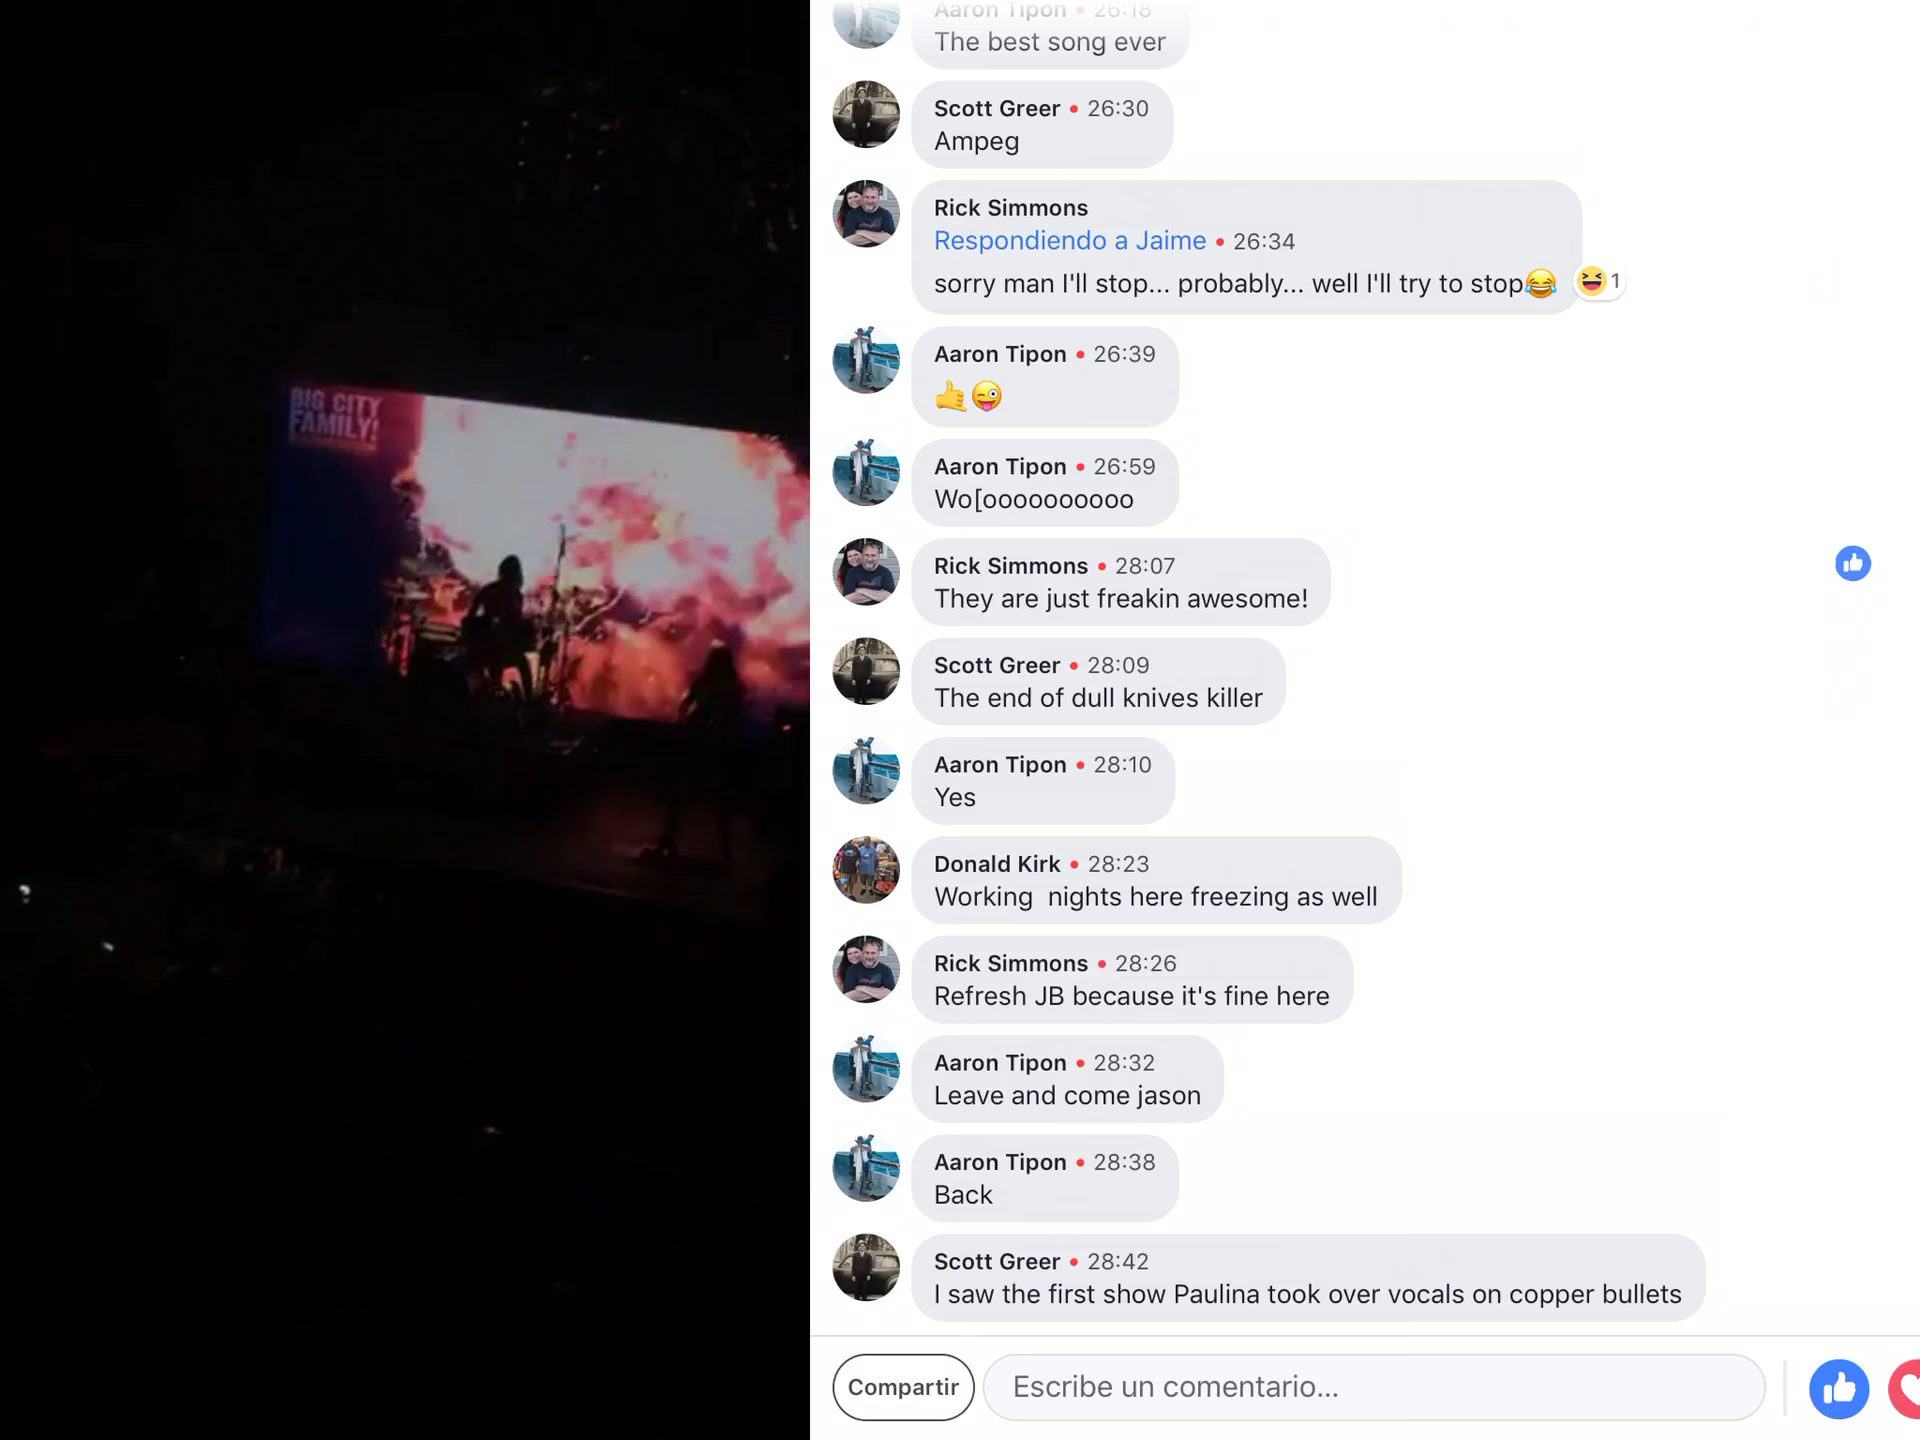 BIG CITY
FAMILY!
Aaron Tipon • 26:18
The best song ever
Scott Greer • 26:30
Ampeg
Rick Simmons
Respondiendo a Jaime • 26:34
sorry man I'll stop... probably... well I'll try to stop😂
😆 1
Aaron Tipon • 26:39
🤙😜
Aaron Tipon • 26:59
Wo[oooooooooo
Rick Simmons • 28:07
They are just freakin awesome!
Scott Greer • 28:09
The end of dull knives killer
Aaron Tipon • 28:10
Yes
Donald Kirk • 28:23
Working  nights here freezing as well
Rick Simmons • 28:26
Refresh JB because it's fine here
Aaron Tipon • 28:32
Leave and come jason
Aaron Tipon • 28:38
Back
Scott Greer • 28:42
I saw the first show Paulina took over vocals on copper bullets
Compartir
Escribe un comentario...